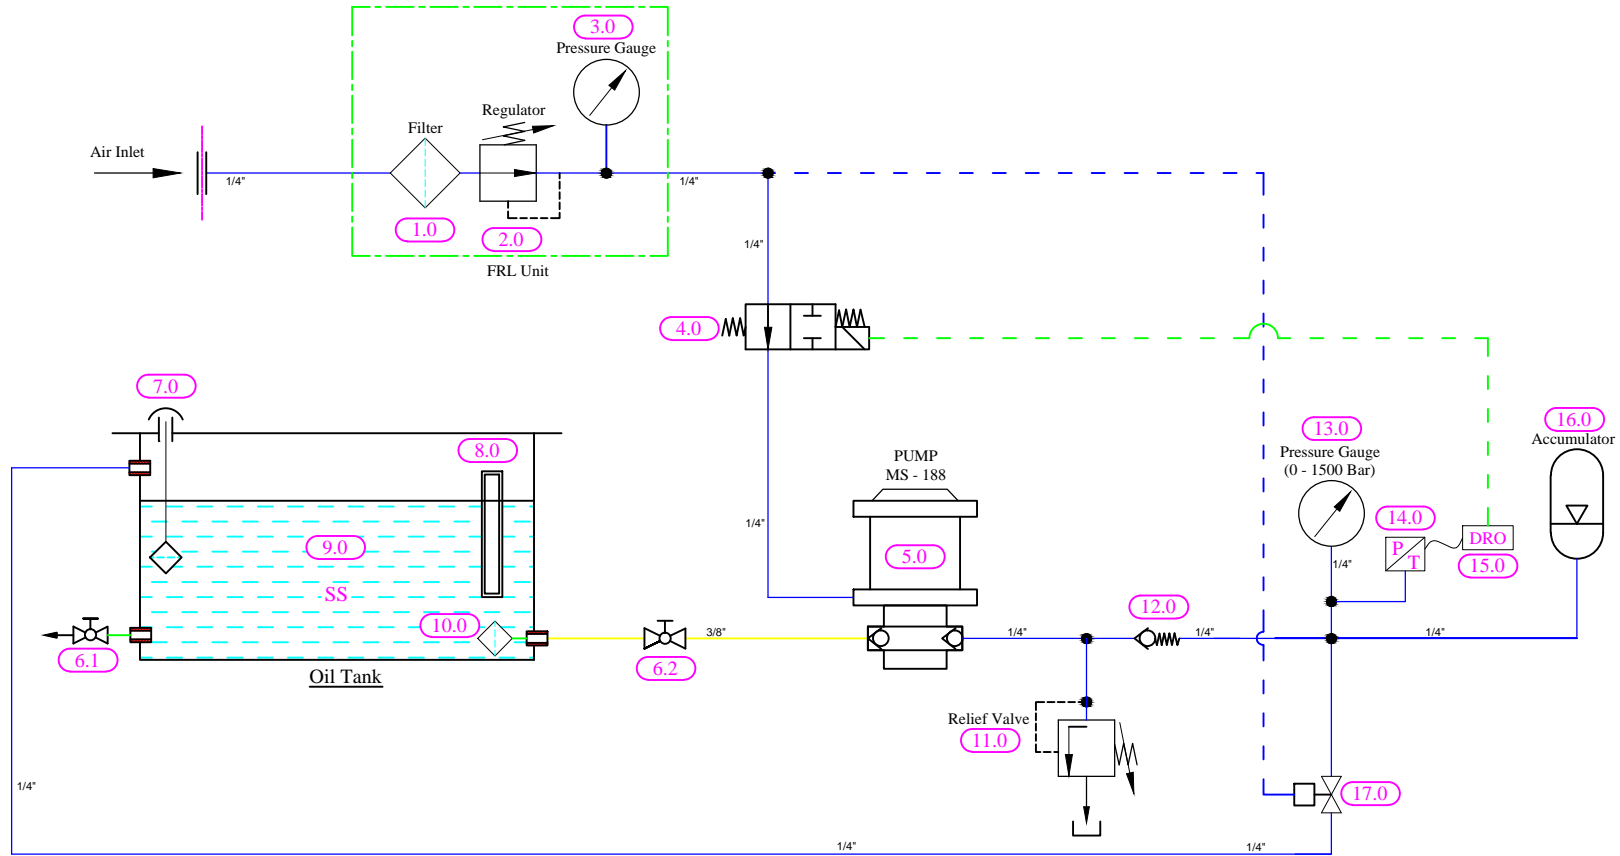 3.0
Pressure Gauge
Regulator
Filter
Air Inlet
1/4"
1/4"
1.0
2.0
FRL Unit
1/4"
4.0
7.0
8.0
9.0
SS
10.0
6.1
Oil Tank
3/8"
6.2
1/4"
PUMP
MS - 188
5.0
1/4"
12.0
1/4"
Relief Valve
11.0
13.0
Pressure Gauge
(0 - 1500 Bar)
1/4"
14.0
P
T
DRO
15.0
16.0
Accumulator
1/4"
17.0
1/4"
1/4"
1/4"